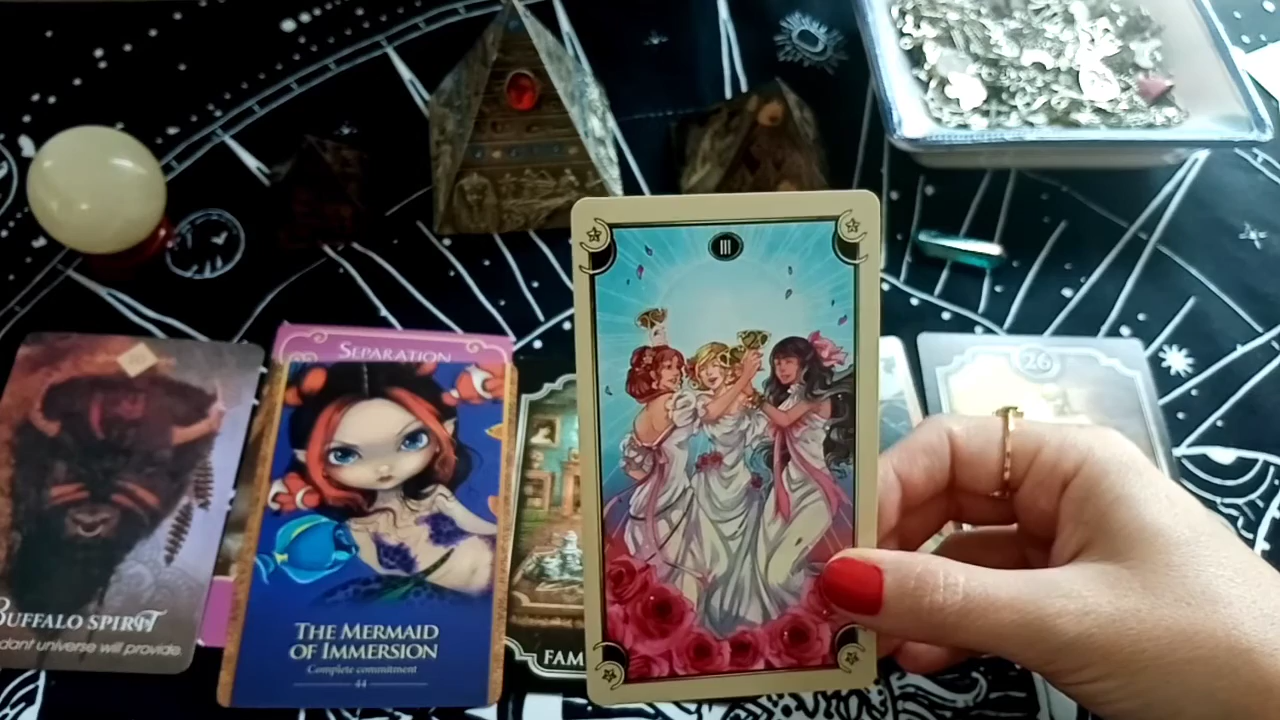 SEPARATION
III
26
BUFFALO SPIRIT
dant universe will provide.
THE MERMAID
OF IMMERSION
Complete commitment
44
FAM